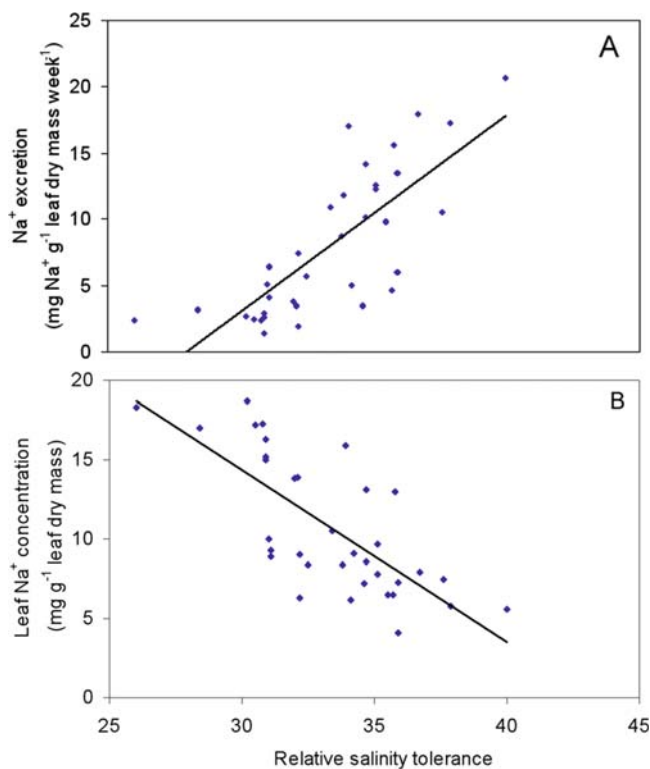 A
25
20
15
10
5
0
Na⁺ excretion
(mg Na⁺ g⁻¹ leaf dry mass week⁻¹)
B
20
15
10
5
0
Leaf Na⁺ concentration
(mg g⁻¹ leaf dry mass)
25 30 35 40 45
Relative salinity tolerance